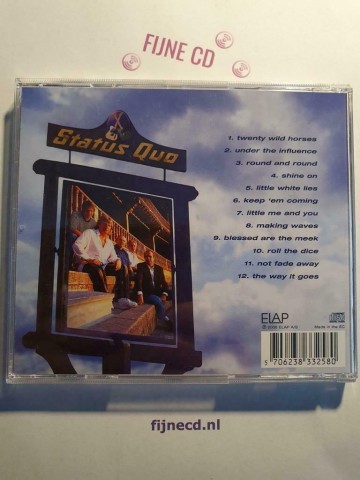 FIJNE CD
Status Quo
1. twenty wild horses
2. under the influence
3. round and round
4. shine on
5. little white lies
6. keep 'em coming
7. little me and you
8. making waves
9. blessed are the meek
10. roll the dice
11. not fade away
12. the way it goes
ELAP
℗ 2006 ELAP A/S
Made in the EU
5 706238 332580
fijnecd.nl